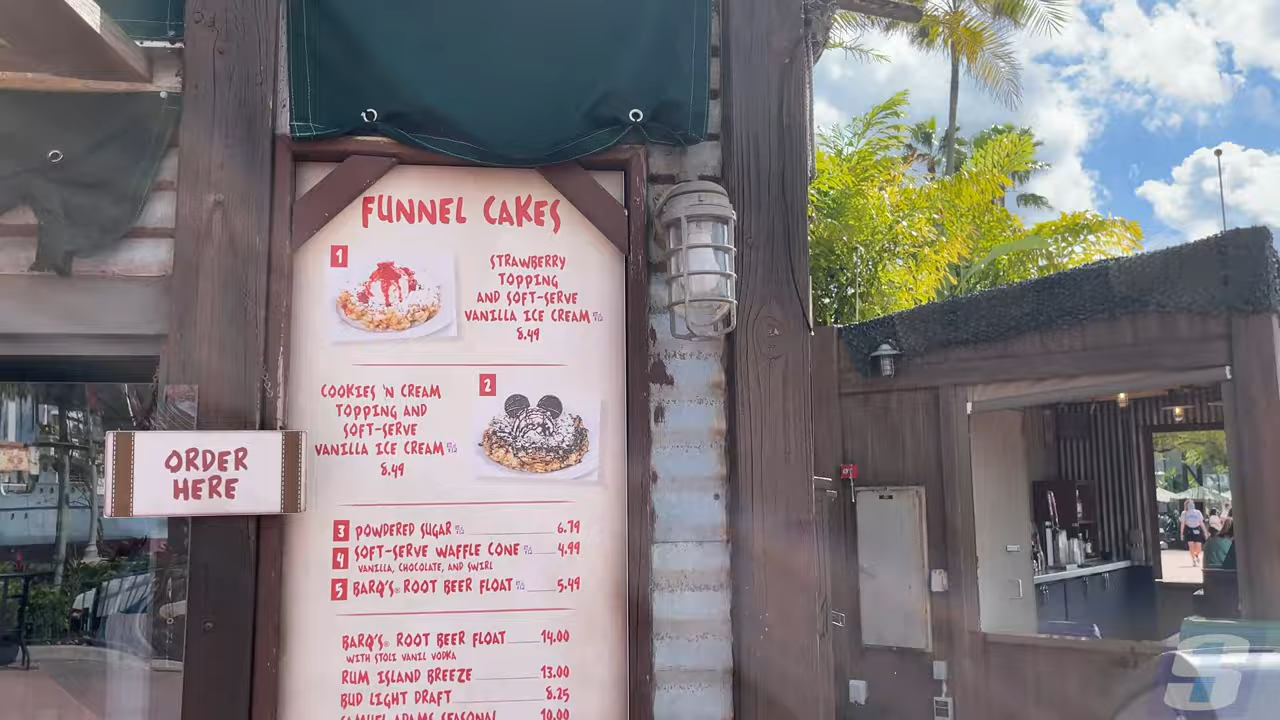 FUNNEL CAKES
1
STRAWBERRY
TOPPING
AND SOFT-SERVE
VANILLA ICE CREAM
8.49
COOKIES 'N CREAM
TOPPING AND
SOFT-SERVE
VANILLA ICE CREAM
8.49
2
ORDER
HERE
3 POWDERED SUGAR 6.79
4 SOFT-SERVE WAFFLE CONE 4.99
VANILLA, CHOCOLATE, AND SWIRL
5 BARQ'S® ROOT BEER FLOAT 5.49
BARQ'S® ROOT BEER FLOAT 14.00
WITH STOLI VANIL VODKA
RUM ISLAND BREEZE 13.00
BUD LIGHT DRAFT 8.25
SAMUEL ADAMS SEASONAL 10.00